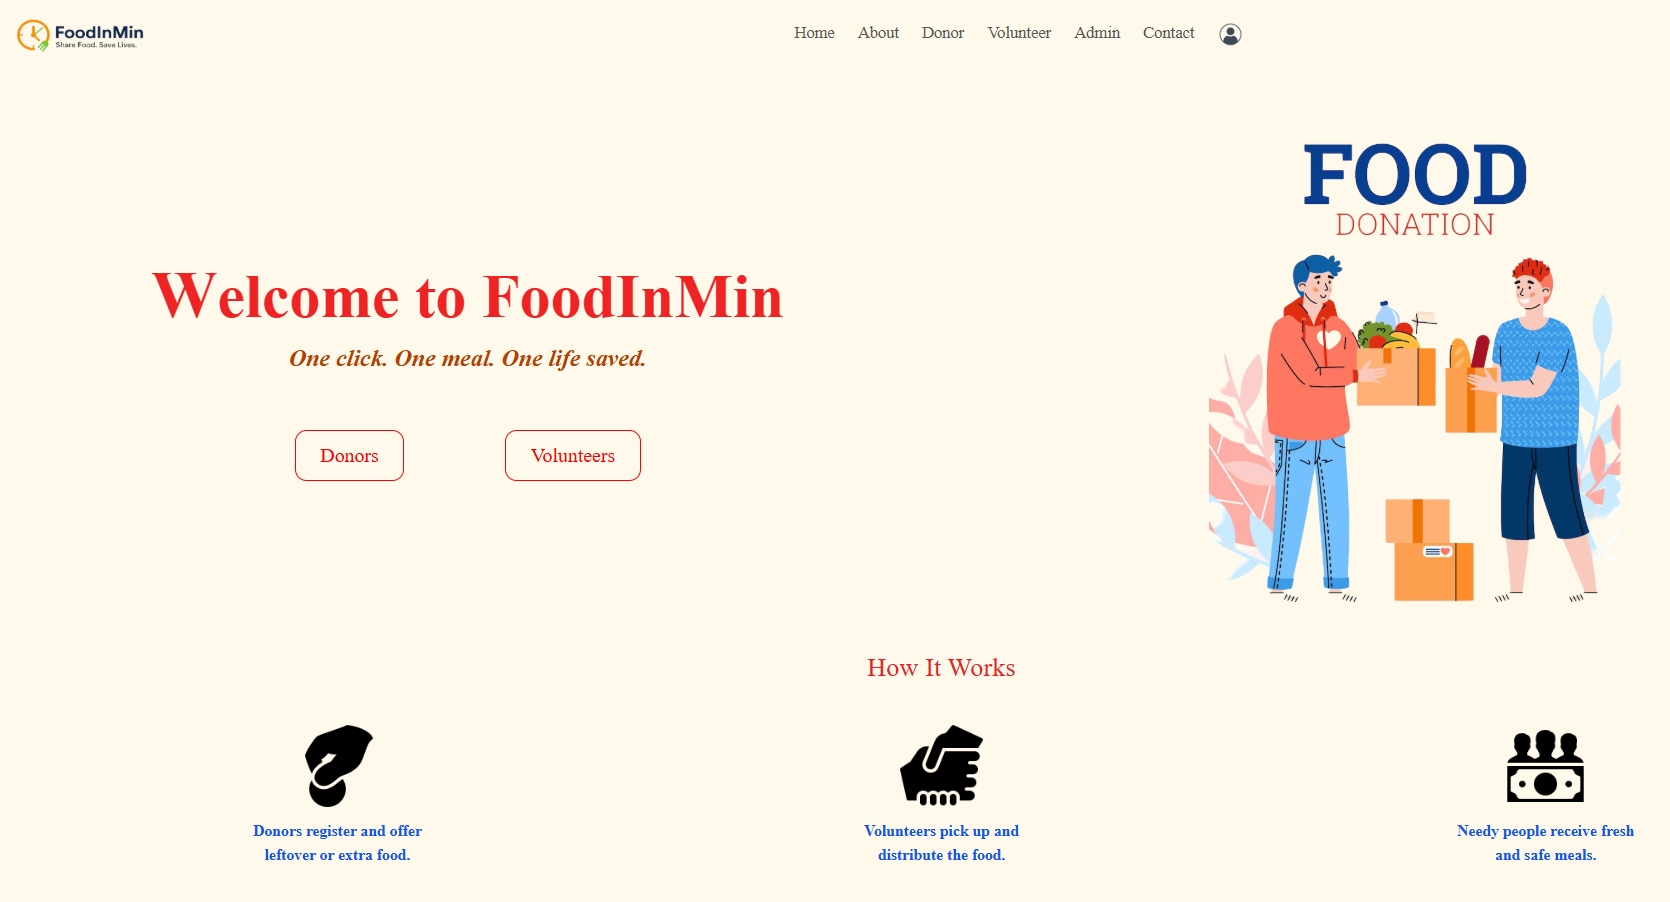 FoodInMin
Share Food. Save Lives.
Home About Donor Volunteer Admin Contact
FOOD
DONATION
Welcome to FoodInMin
One click. One meal. One life saved.
Donors Volunteers
How It Works
Donors register and offer
leftover or extra food.
Volunteers pick up and
distribute the food.
Needy people receive fresh
and safe meals.